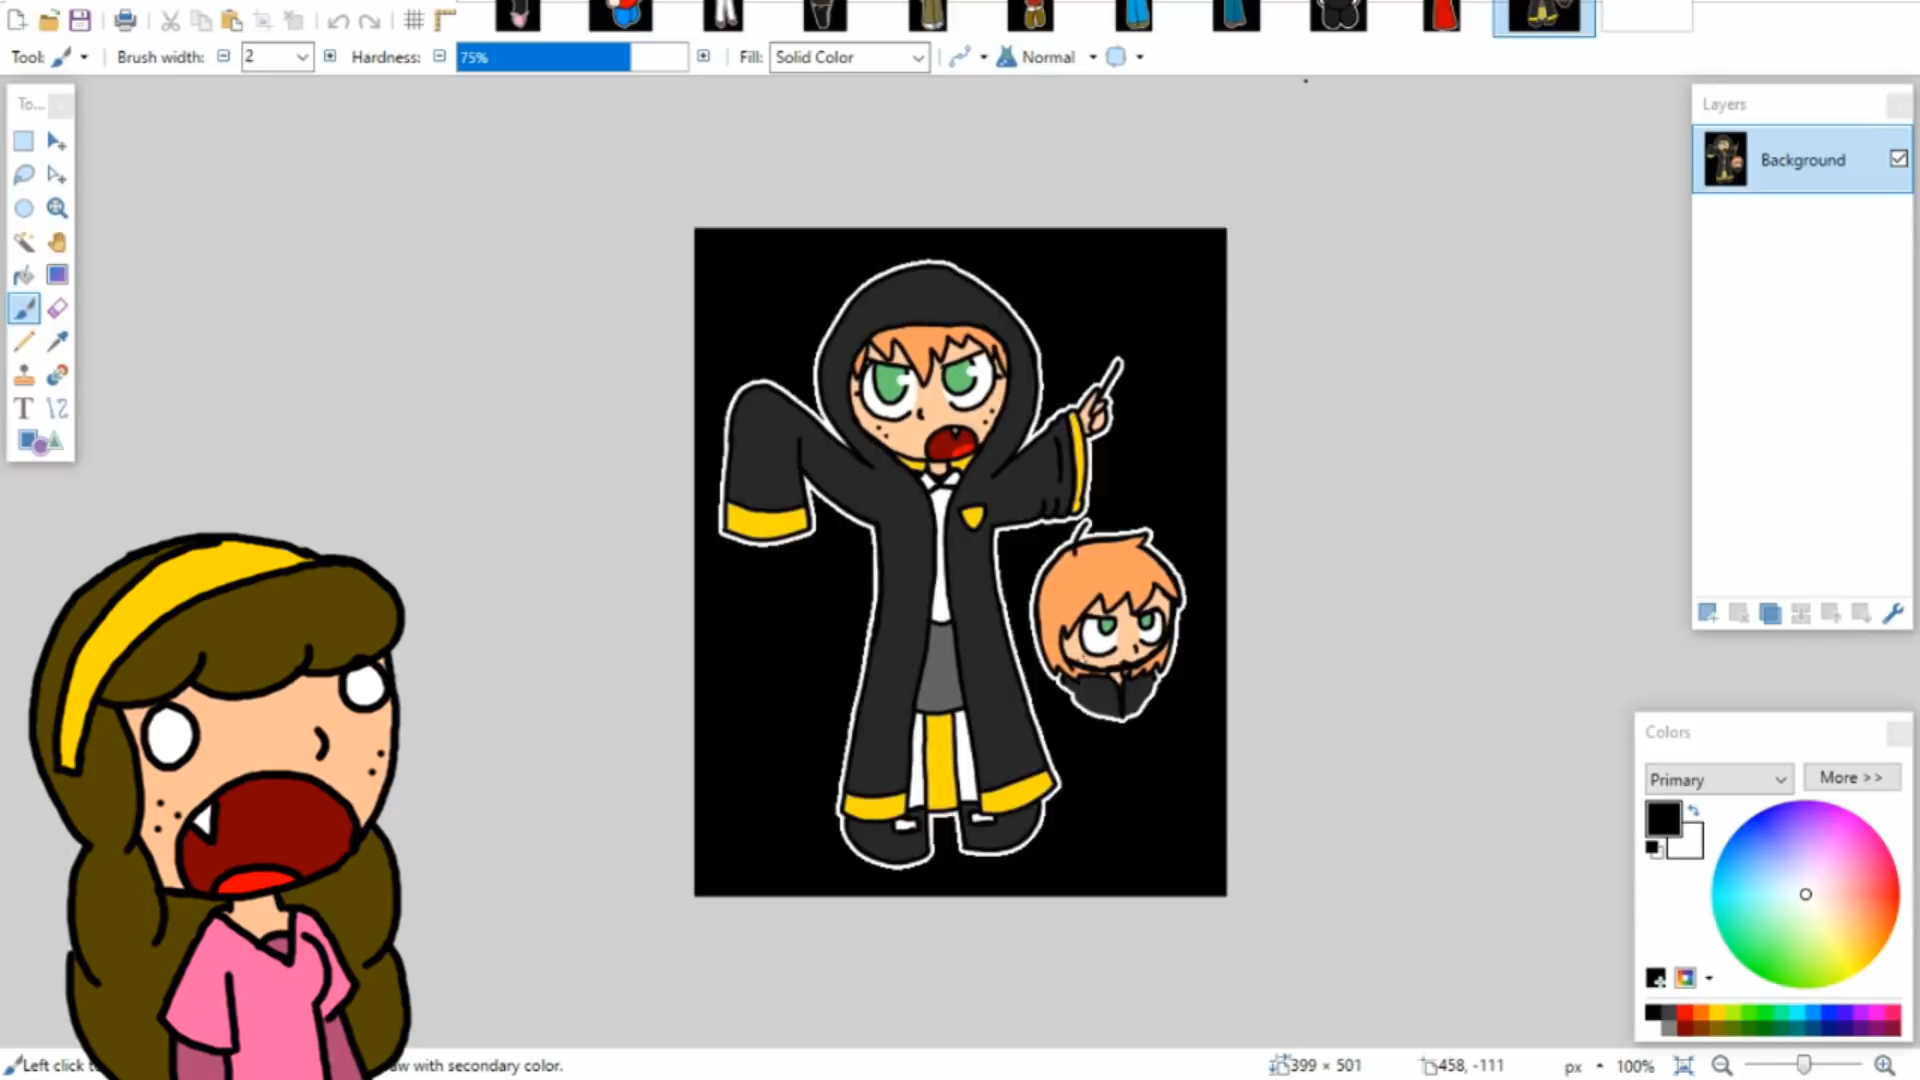 Tool:
Brush width:
2
Hardness:
75%
Fill:
Solid Color
Normal
To...
Layers
Background
Colors
Primary
More >>
Left click t
aw with secondary color.
399 × 501
458, -111
px
100%